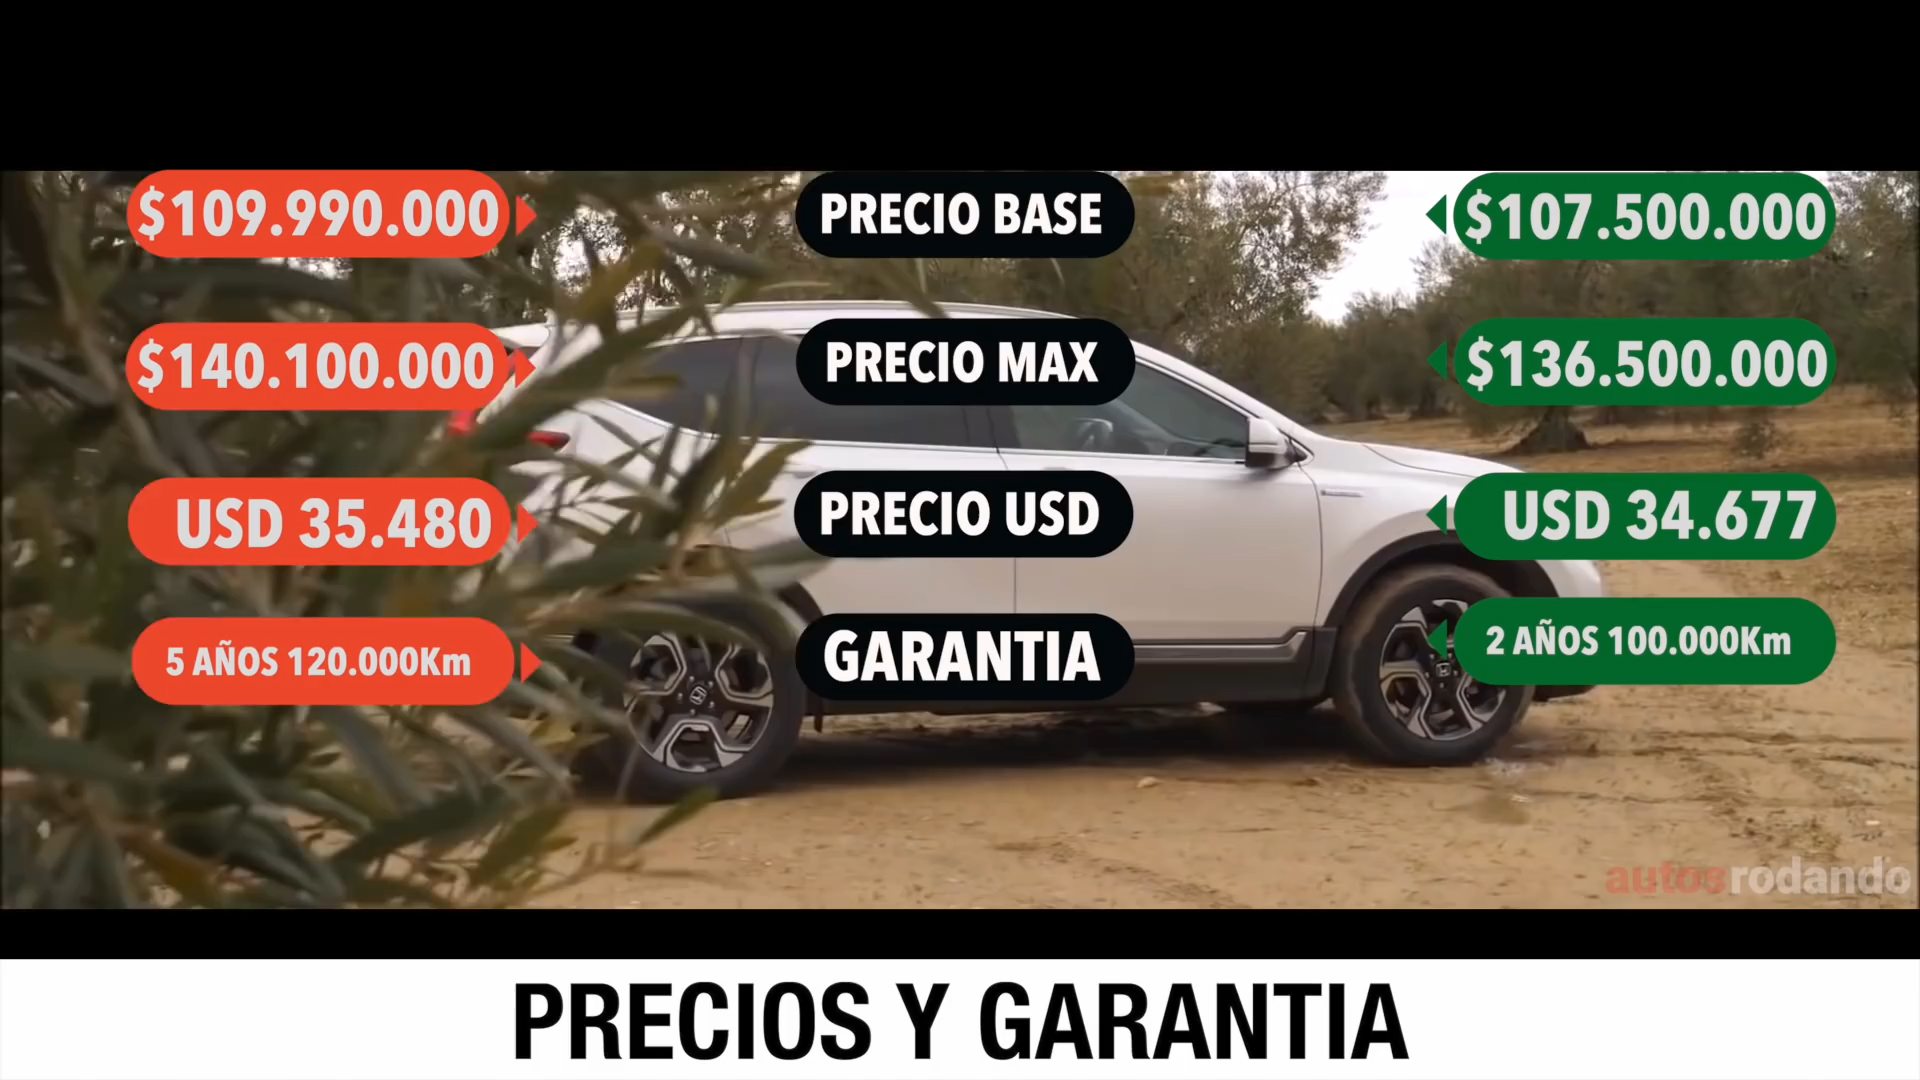 $109.990.000 PRECIO BASE $107.500.000
$140.100.000 PRECIO MAX $136.500.000
USD 35.480 PRECIO USD USD 34.677
5 AÑOS 120.000Km GARANTIA 2 AÑOS 100.000Km
autosrodando
PRECIOS Y GARANTIA